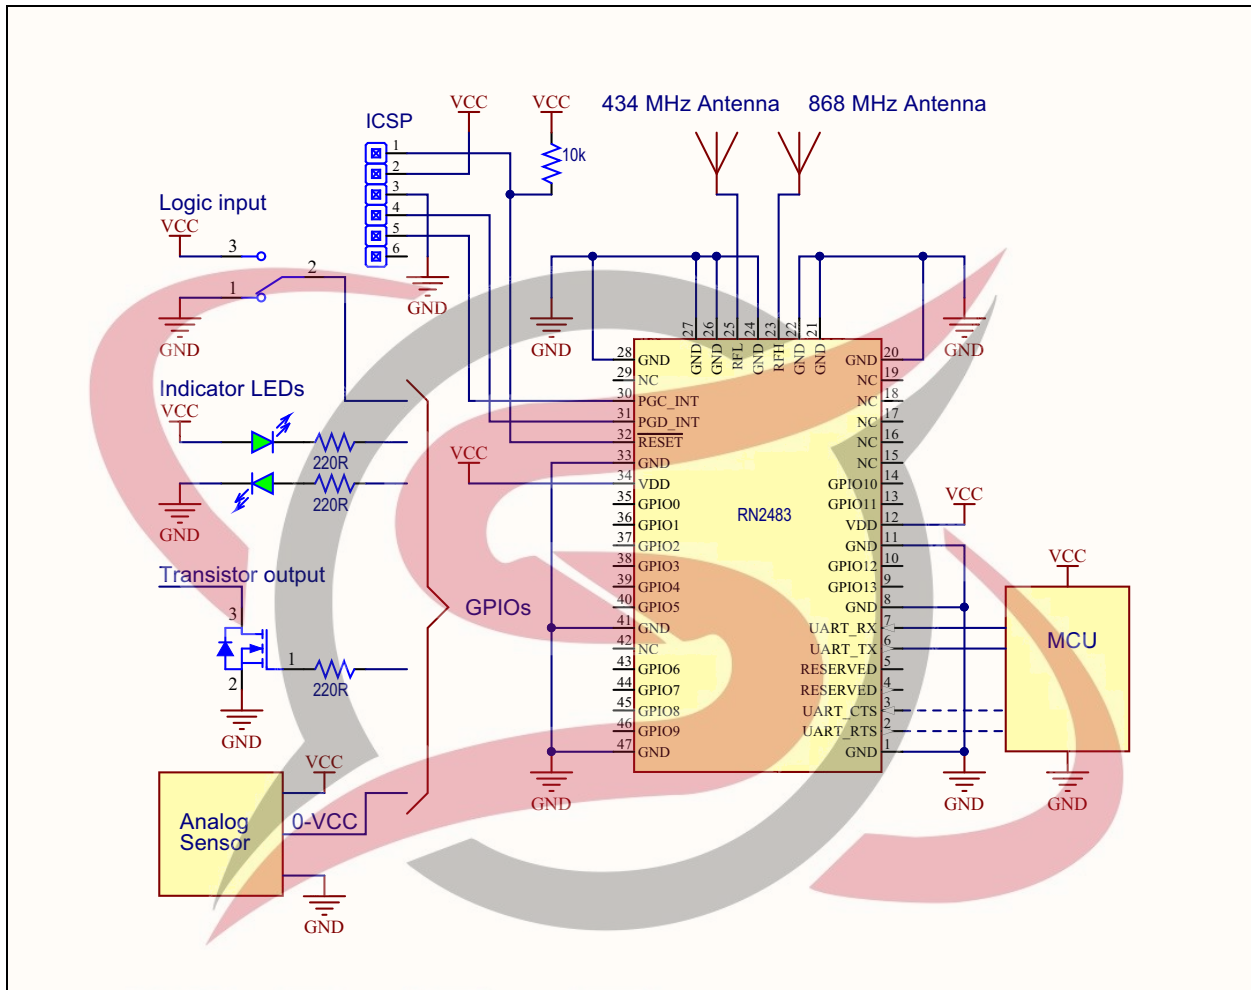 434 MHz Antenna
868 MHz Antenna
VCC
VCC
ICSP
1
2
3
4
5
6
10k
GND
Logic input
VCC
3
2
1
GND
Indicator LEDs
VCC
220R
220R
GND
Transistor output
3
1
2
220R
GND
Analog
Sensor
VCC
0-VCC
GND
GPIOs
VCC
GND
GND
GND
27 GND
26 GND
25 RFL
24 GND
23 RFH
22 GND
21 GND
28 GND
29 NC
30 PGC_INT
31 PGD_INT
32 RESET
33 GND
34 VDD
35 GPIO0
36 GPIO1
37 GPIO2
38 GPIO3
39 GPIO4
40 GPIO5
41 GND
42 NC
43 GPIO6
44 GPIO7
45 GPIO8
46 GPIO9
47 GND
RN2483
GND 20
NC 19
NC 18
NC 17
NC 16
NC 15
GPIO10 14
GPIO11 13
VDD 12
GND 11
GPIO12 10
GPIO13 9
GND 8
UART_RX 7
UART_TX 6
RESERVED 5
RESERVED 4
UART_CTS 3
UART_RTS 2
GND 1
VCC
GND
VCC
MCU
GND